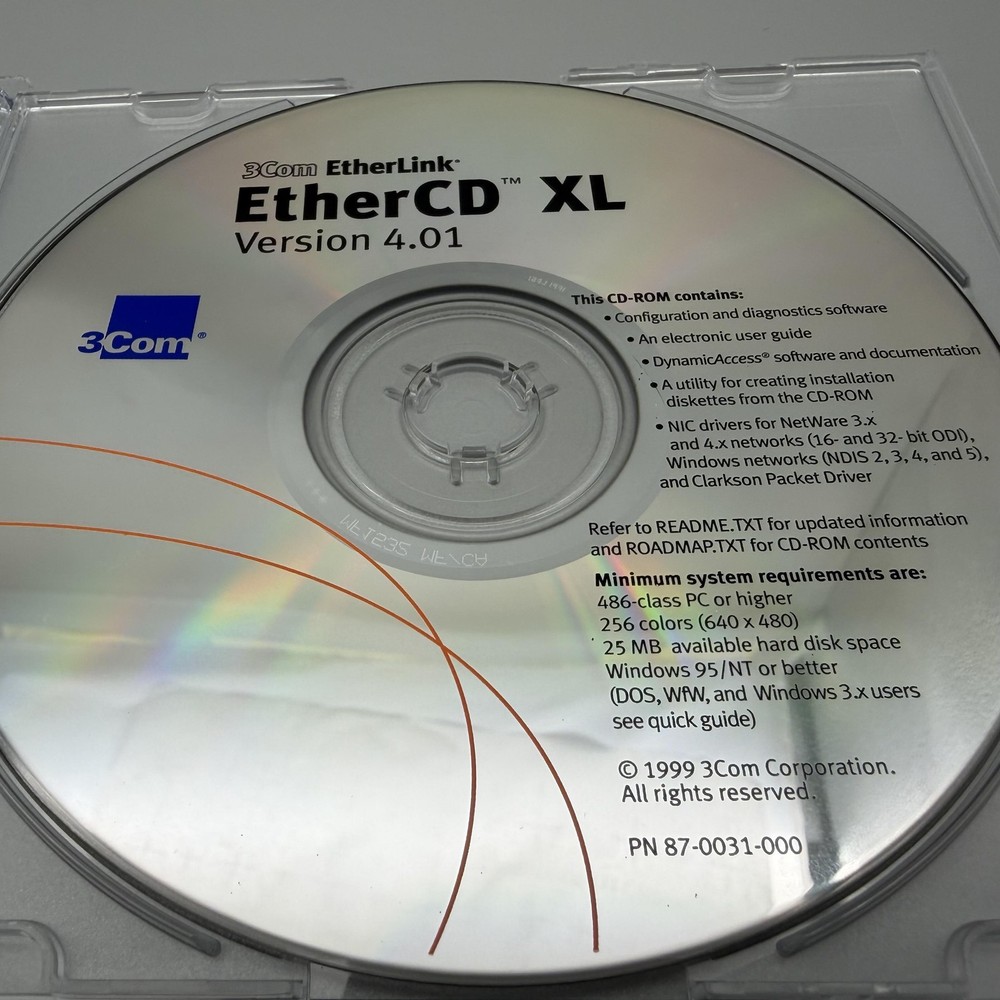 3Com EtherLink®
EtherCD™ XL
Version 4.01
3Com®
This CD-ROM contains:
• Configuration and diagnostics software
• An electronic user guide
• DynamicAccess® software and documentation
• A utility for creating installation
diskettes from the CD-ROM
• NIC drivers for NetWare 3.x
and 4.x networks (16- and 32- bit ODI),
Windows networks (NDIS 2, 3, 4, and 5),
and Clarkson Packet Driver
Refer to README.TXT for updated information
and ROADMAP.TXT for CD-ROM contents
Minimum system requirements are:
486-class PC or higher
256 colors (640 x 480)
25 MB available hard disk space
Windows 95/NT or better
(DOS, WfW, and Windows 3.x users
see quick guide)
© 1999 3Com Corporation.
All rights reserved.
PN 87-0031-000